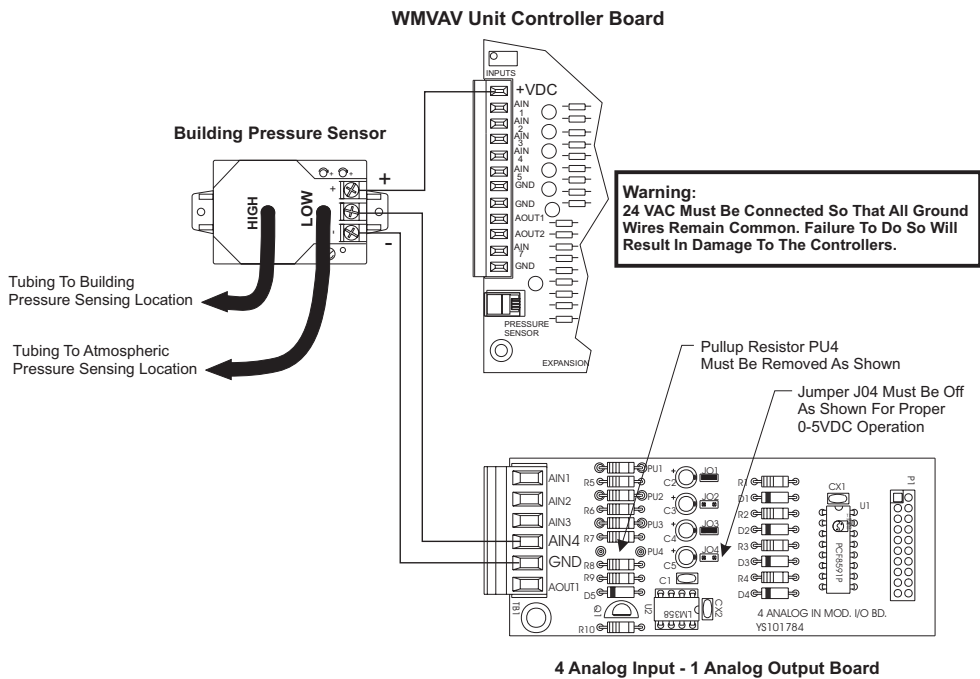 WMVAV Unit Controller Board
INPUTS
+VDC
AIN
1
AIN
2
AIN
3
AIN
4
AIN
5
GND
GND
AOUT1
AOUT2
AIN
7
GND
PRESSURE
SENSOR
EXPANSION
Building Pressure Sensor
HIGH
LOW
+
-
Warning:
24 VAC Must Be Connected So That All Ground
Wires Remain Common. Failure To Do So Will
Result In Damage To The Controllers.
Tubing To Building
Pressure Sensing Location
Tubing To Atmospheric
Pressure Sensing Location
Pullup Resistor PU4
Must Be Removed As Shown
Jumper J04 Must Be Off
As Shown For Proper
0-5VDC Operation
AIN1
AIN2
AIN3
AIN4
GND
AOUT1
TB1
PU1
R5
PU2
R6
PU3
R7
PU4
R8
R9
D5
Q1
R10
C2
JO1
C3
JO2
C4
JO3
C5
JO4
C1
U2
LM358
CX2
R1
D1
R2
D2
R3
D3
R4
D4
CX1
U1
PCF8591P
P1
4 ANALOG IN MOD. I/O BD.
YS101784
4 Analog Input - 1 Analog Output Board